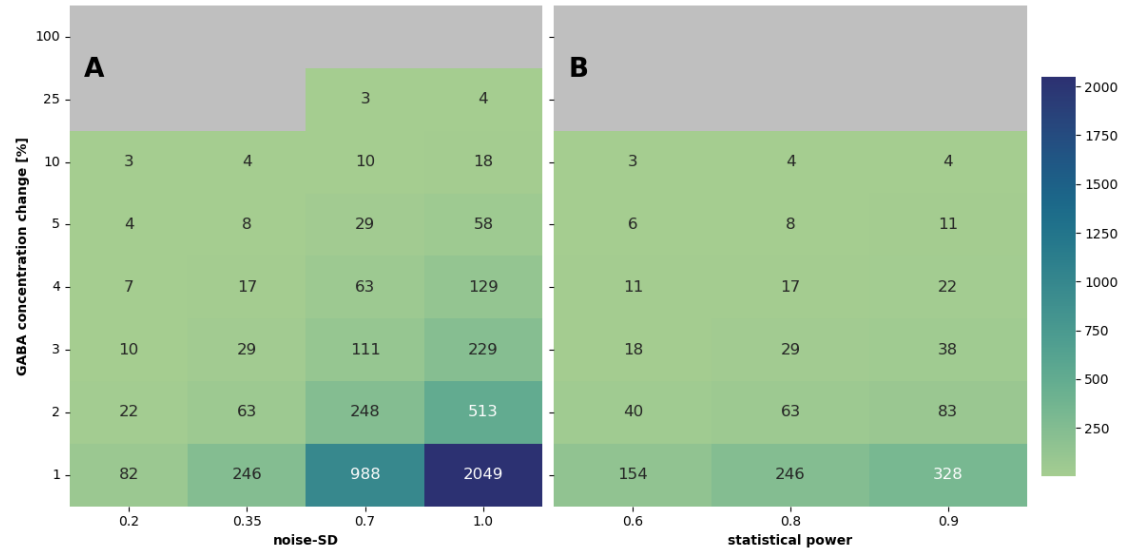 A
B
GABA concentration change [%]
100
25 3 4
10 3 4 10 18 3 4 4
5 4 8 29 58 6 8 11
4 7 17 63 129 11 17 22
3 10 29 111 229 18 29 38
2 22 63 248 513 40 63 83
1 82 246 988 2049 154 246 328
0.2 0.35 0.7 1.0 0.6 0.8 0.9
noise-SD statistical power
2000
1750
1500
1250
1000
750
500
250